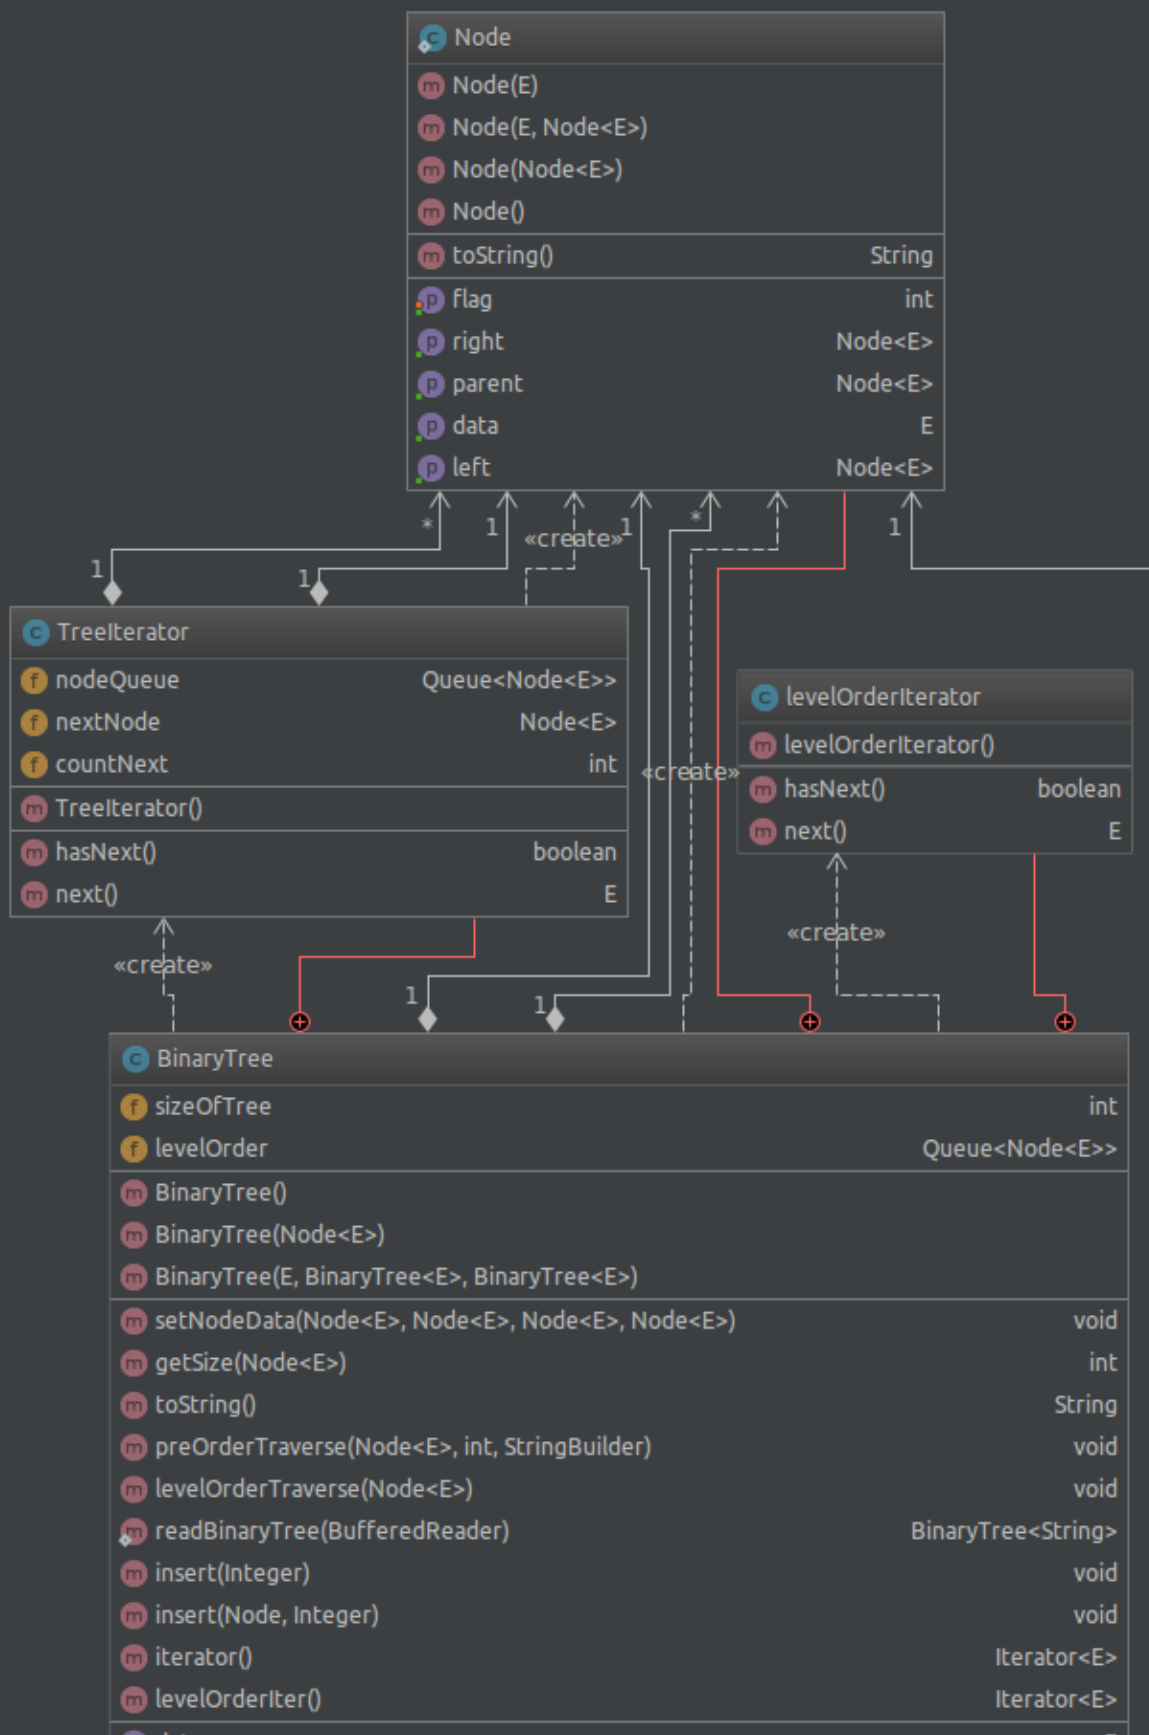 Node
Node(E)
Node(E, Node<E>)
Node(Node<E>)
Node()
toString() String
flag int
right Node<E>
parent Node<E>
data E
left Node<E>
* 1 «create» 1 * 1
1 1
TreeIterator
nodeQueue Queue<Node<E>>
nextNode Node<E>
countNext int
TreeIterator()
hasNext() boolean
next() E
«create»
levelOrderIterator
levelOrderIterator()
hasNext() boolean
next() E
«create»
«create»
1 1
BinaryTree
sizeOfTree int
levelOrder Queue<Node<E>>
BinaryTree()
BinaryTree(Node<E>)
BinaryTree(E, BinaryTree<E>, BinaryTree<E>)
setNodeData(Node<E>, Node<E>, Node<E>, Node<E>) void
getSize(Node<E>) int
toString() String
preOrderTraverse(Node<E>, int, StringBuilder) void
levelOrderTraverse(Node<E>) void
readBinaryTree(BufferedReader) BinaryTree<String>
insert(Integer) void
insert(Node, Integer) void
iterator() Iterator<E>
levelOrderIter() Iterator<E>